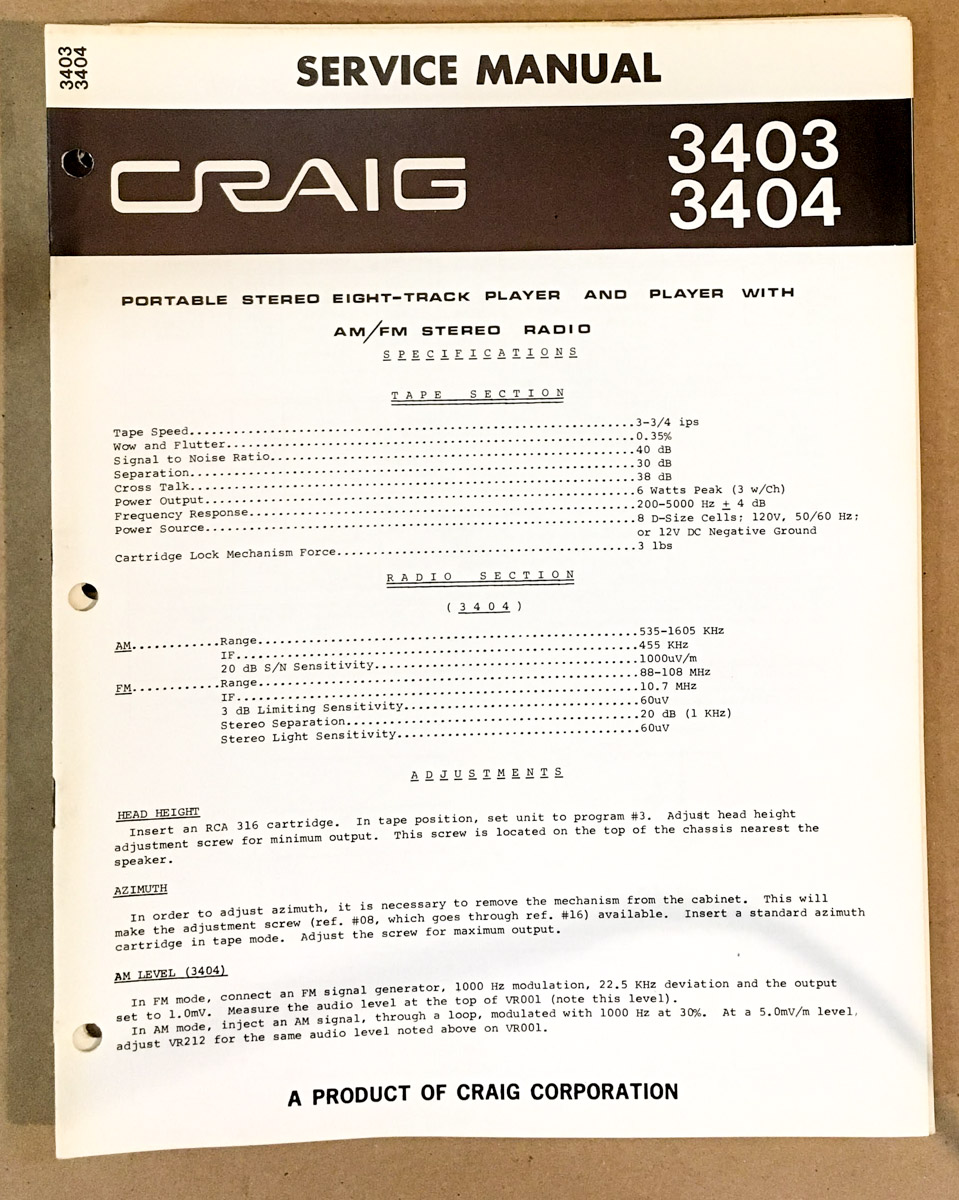 3403
3404
SERVICE MANUAL
CRAIG
3403
3404
PORTABLE STEREO EIGHT-TRACK PLAYER AND PLAYER WITH
AM/FM STEREO RADIO
SPECIFICATIONS
TAPE SECTION
Tape Speed..........3-3/4 ips
Wow and Flutter..........0.35%
Signal to Noise Ratio..........40 dB
Separation..........30 dB
Cross Talk..........38 dB
Power Output..........6 Watts Peak (3 w/Ch)
Frequency Response..........200-5000 Hz ± 4 dB
Power Source..........8 D-Size Cells; 120V, 50/60 Hz;
or 12V DC Negative Ground
Cartridge Lock Mechanism Force..........3 lbs
RADIO SECTION
(3404)
AM..........Range..........535-1605 KHz
IF..........455 KHz
20 dB S/N Sensitivity..........1000uV/m
FM..........Range..........88-108 MHz
IF..........10.7 MHz
3 dB Limiting Sensitivity..........60uV
Stereo Separation..........20 dB (1 KHz)
Stereo Light Sensitivity..........60uV
ADJUSTMENTS
HEAD HEIGHT
Insert an RCA 316 cartridge. In tape position, set unit to program #3. Adjust head height
adjustment screw for minimum output. This screw is located on the top of the chassis nearest the
speaker.
AZIMUTH
In order to adjust azimuth, it is necessary to remove the mechanism from the cabinet. This will
make the adjustment screw (ref. #08, which goes through ref. #16) available. Insert a standard azimuth
cartridge in tape mode. Adjust the screw for maximum output.
AM LEVEL (3404)
In FM mode, connect an FM signal generator, 1000 Hz modulation, 22.5 KHz deviation and the output
set to 1.0mV. Measure the audio level at the top of VR001 (note this level).
In AM mode, inject an AM signal, through a loop, modulated with 1000 Hz at 30%. At a 5.0mV/m level,
adjust VR212 for the same audio level noted above on VR001.
A PRODUCT OF CRAIG CORPORATION